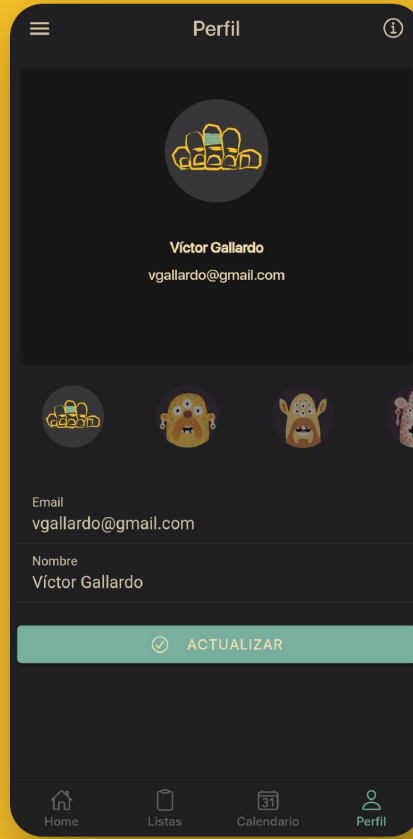 Perfil
Víctor Gallardo
vgallardo@gmail.com
Email
vgallardo@gmail.com
Nombre
Víctor Gallardo
ACTUALIZAR
31
Home
Listas
Calendario
Perfil